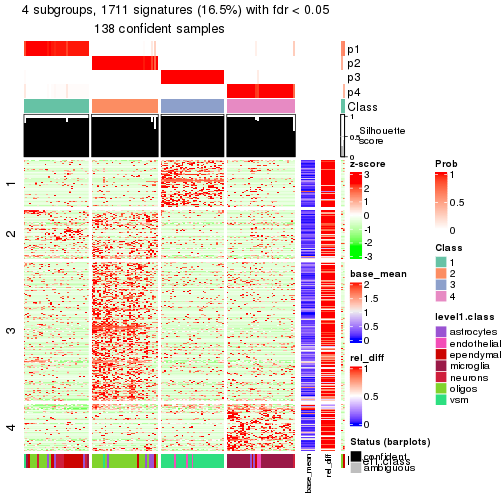 4 subgroups, 1711 signatures (16.5%) with fdr < 0.05
138 confident samples
p1
p2
p3
p4
Class
1
0.5
0
Silhouette
score
1
2
3
4
base_mean
rel_diff
z-score
3
2
1
0
-1
-2
-3
base_mean
2
1.5
1
0.5
0
rel_diff
1
0.5
0
Status (barplots)
confident
ambiguous
Prob
1
0.5
0
Class
1
2
3
4
level1.class
astrocytes
endothelial
ependymal
microglia
neurons
oligos
vsm